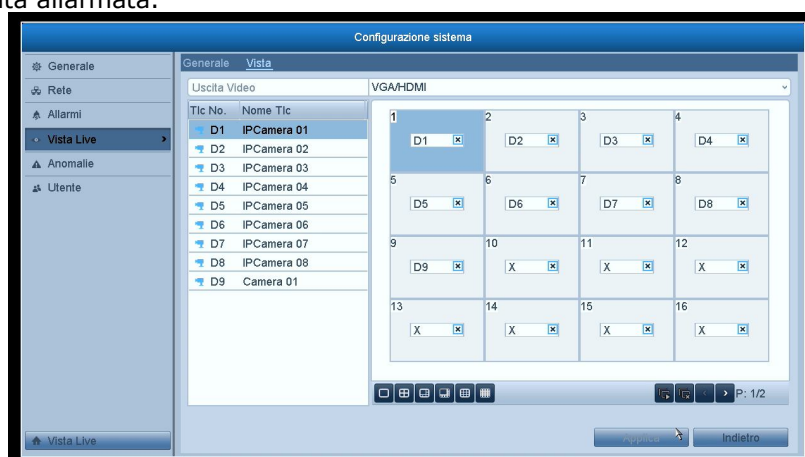 ta allarmata.
Configurazione sistema
Generale
Rete
Allarmi
Vista Live
Anomalie
Utente
Vista Live
Generale Vista
Uscita Video VGA/HDMI
Tlc No. Nome Tlc
D1 IPCamera 01
D2 IPCamera 02
D3 IPCamera 03
D4 IPCamera 04
D5 IPCamera 05
D6 IPCamera 06
D7 IPCamera 07
D8 IPCamera 08
D9 Camera 01
1 2 3 4
D1 D2 D3 D4
5 6 7 8
D5 D6 D7 D8
9 10 11 12
D9 X X X
13 14 15 16
X X X X
P: 1/2
Applica Indietro